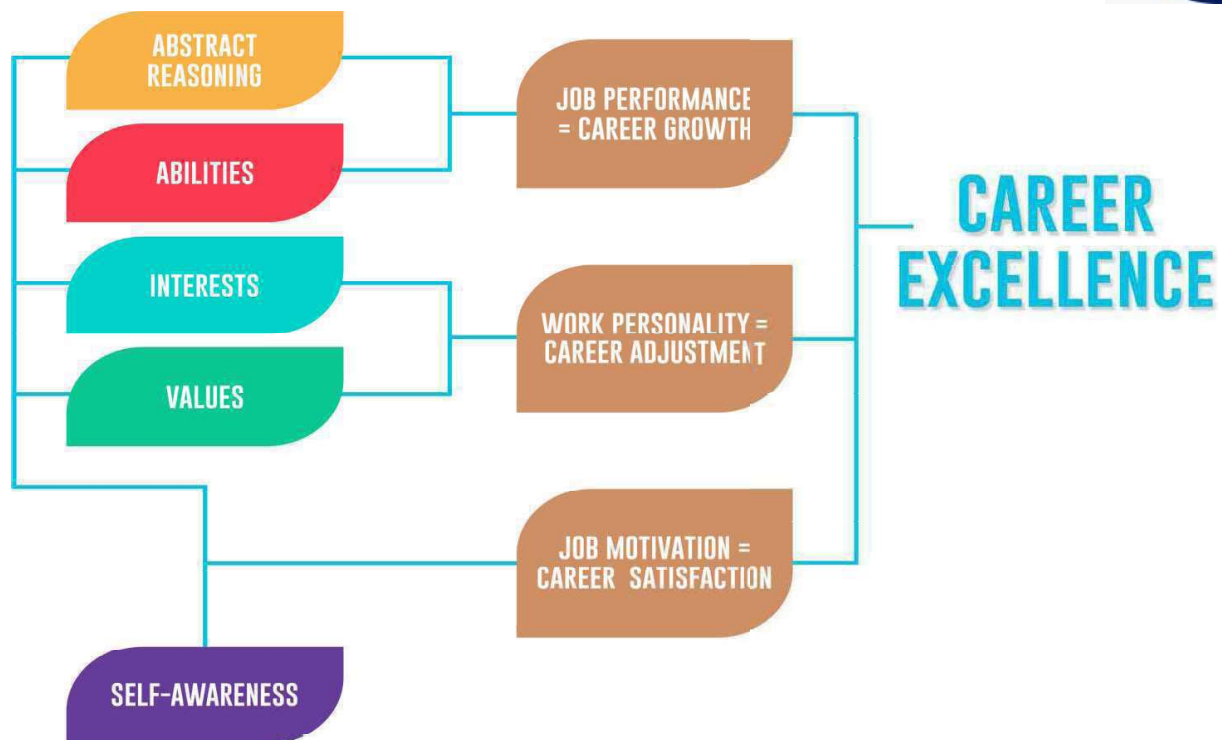 ABSTRACT
REASONING
ABILITIES
INTERESTS
VALUES
SELF-AWARENESS
JOB PERFORMANCE
= CAREER GROWTH
WORK PERSONALITY =
CAREER ADJUSTMENT
JOB MOTIVATION =
CAREER SATISFACTION
CAREER
EXCELLENCE